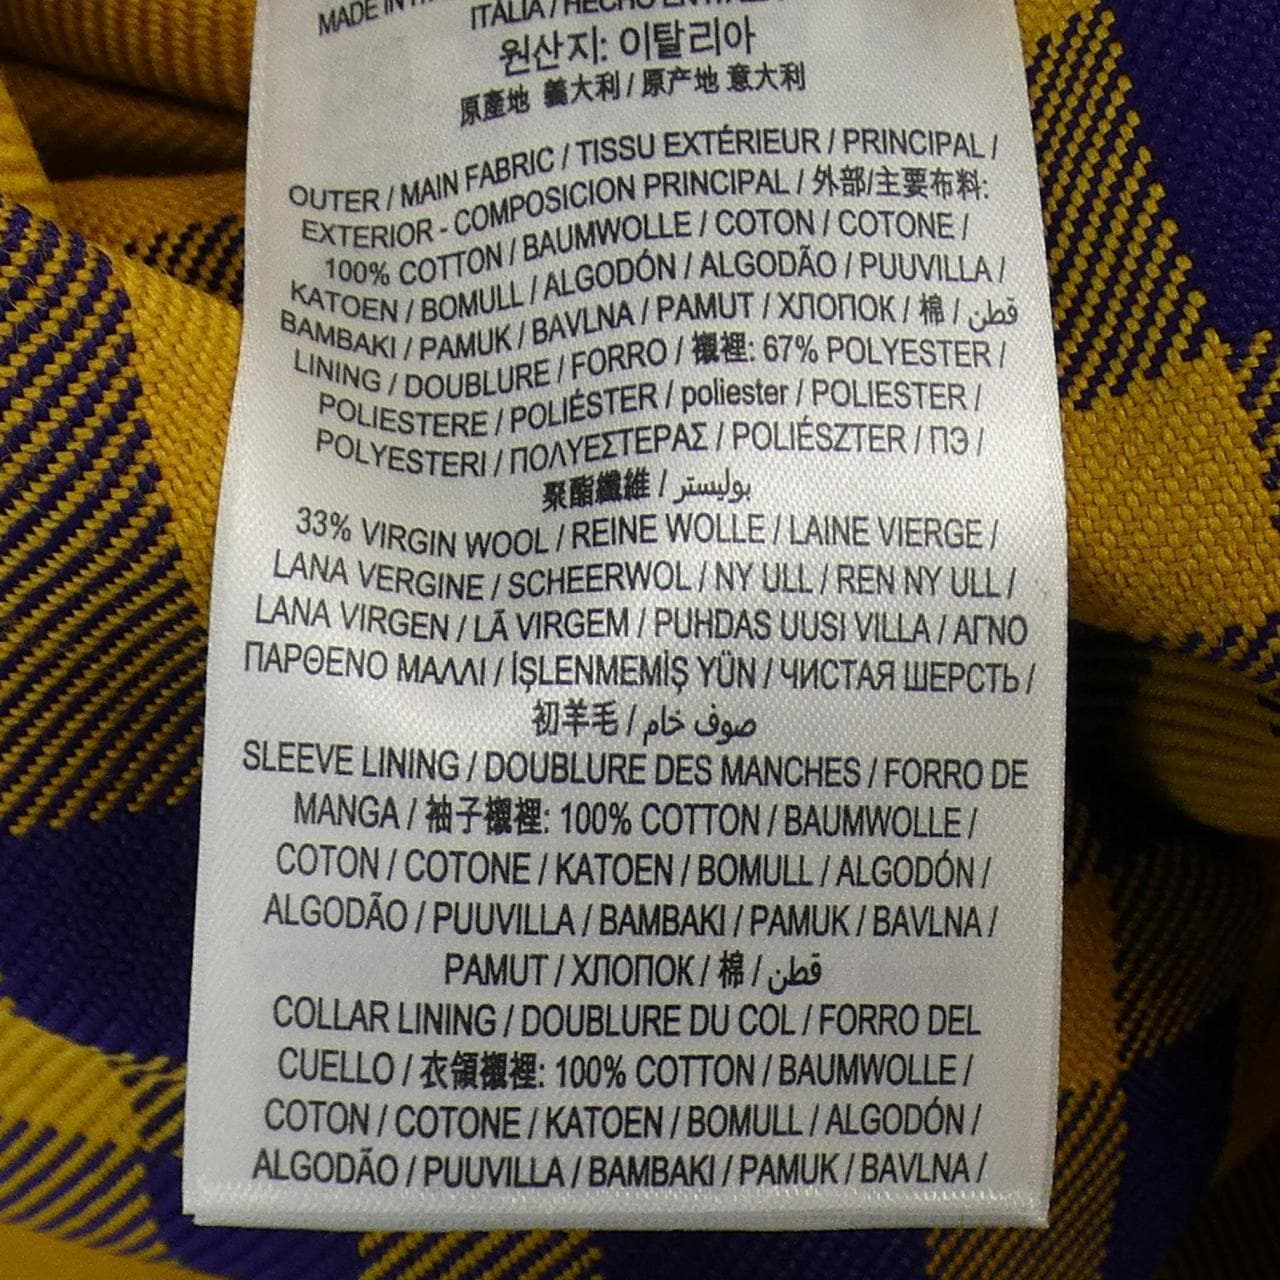 MADE IN
ITALIA / HECHO EN
원산지: 이탈리아
原產地 義大利 / 原产地 意大利
OUTER / MAIN FABRIC / TISSU EXTÉRIEUR / PRINCIPAL /
EXTERIOR - COMPOSICION PRINCIPAL / 外部/主要布料:
100% COTTON / BAUMWOLLE / COTON / COTONE /
KATOEN / BOMULL / ALGODÓN / ALGODÃO / PUUVILLA /
BAMBAKI / PAMUK / BAVLNA / PAMUT / ХЛОПОК / 棉 / قطن
LINING / DOUBLURE / FORRO / 襯裡: 67% POLYESTER /
POLIESTERE / POLIÉSTER / poliester / POLIESTER /
POLYESTERI / ΠΟΛΥΕΣΤΕΡΑΣ / POLIÉSZTER / ПЭ /
聚酯纖維 / بوليستر
33% VIRGIN WOOL / REINE WOLLE / LAINE VIERGE /
LANA VERGINE / SCHEERWOL / NY ULL / REN NY ULL /
LANA VIRGEN / LÃ VIRGEM / PUHDAS UUSI VILLA / ΑΓΝΟ
ΠΑΡΘΕΝΟ ΜΑΛΛΙ / İŞLENMEMİŞ YÜN / ЧИСТАЯ ШЕРСТЬ /
初羊毛 / صوف خام
SLEEVE LINING / DOUBLURE DES MANCHES / FORRO DE
MANGA / 袖子襯裡: 100% COTTON / BAUMWOLLE /
COTON / COTONE / KATOEN / BOMULL / ALGODÓN /
ALGODÃO / PUUVILLA / BAMBAKI / PAMUK / BAVLNA /
PAMUT / ХЛОПОК / 棉 / قطن
COLLAR LINING / DOUBLURE DU COL / FORRO DEL
CUELLO / 衣領襯裡: 100% COTTON / BAUMWOLLE /
COTON / COTONE / KATOEN / BOMULL / ALGODÓN /
ALGODÃO / PUUVILLA / BAMBAKI / PAMUK / BAVLNA /